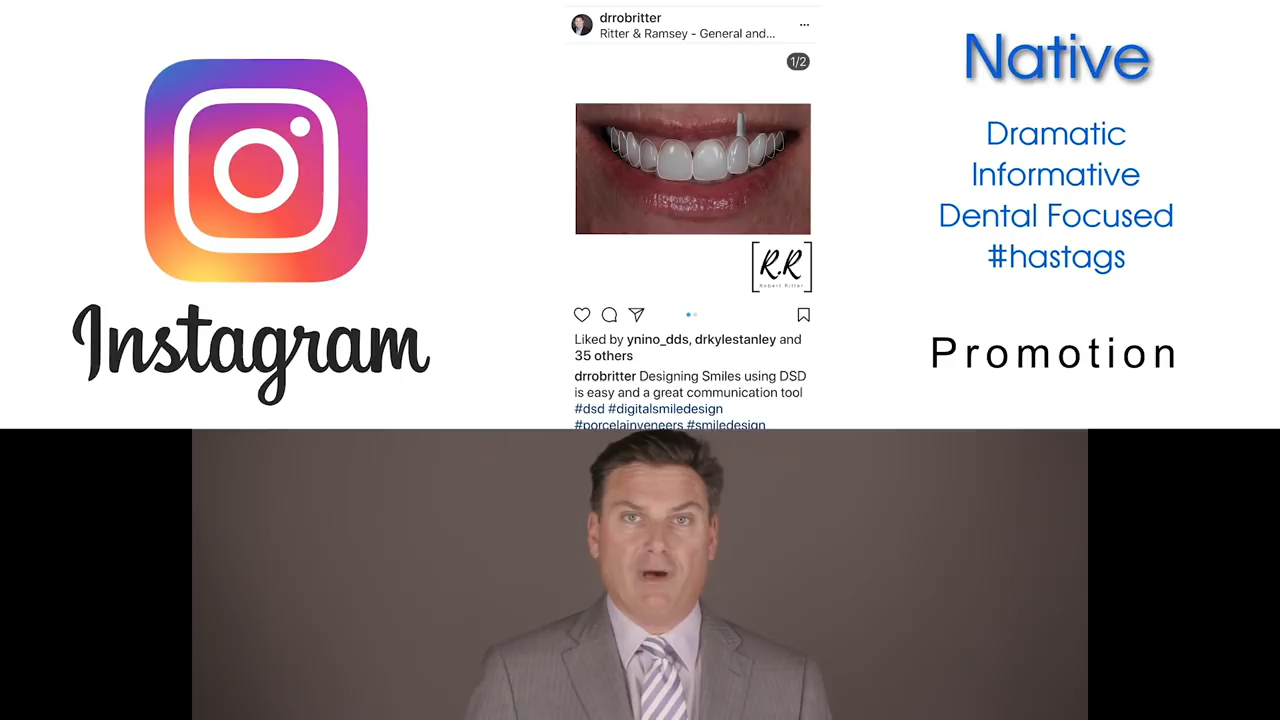 drrobritter
Ritter & Ramsey - General and...
1/2
R.R
Robert Ritter
Liked by ynino_dds, drkylestanley and
35 others
drrobritter Designing Smiles using DSD
is easy and a great communication tool
#dsd #digitalsmiledesign
#porcelainveneers #smiledesign
Instagram
Native
Dramatic
Informative
Dental Focused
#hastags
Promotion